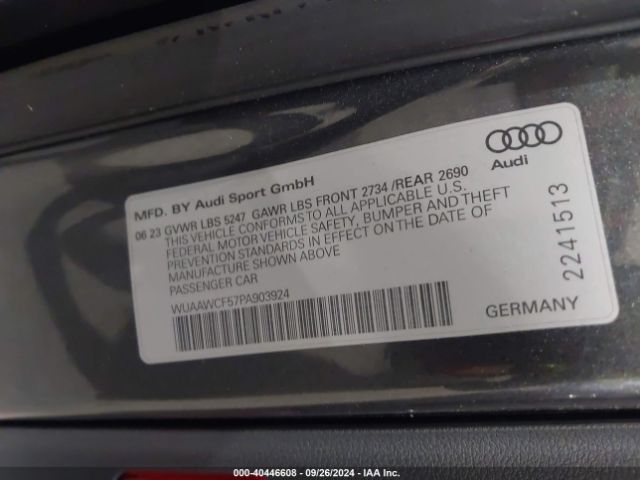 Audi
MFD. BY Audi Sport GmbH
06 23 GVWR LBS 5247 GAWR LBS FRONT 2734 /REAR 2690
THIS VEHICLE CONFORMS TO ALL APPLICABLE U.S.
FEDERAL MOTOR VEHICLE SAFETY, BUMPER AND THEFT
PREVENTION STANDARDS IN EFFECT ON THE DATE OF
MANUFACTURE SHOWN ABOVE
PASSENGER CAR
WUAAWCF57PA903924
2241513
GERMANY
000-40446608 - 09/26/2024 - IAA Inc.